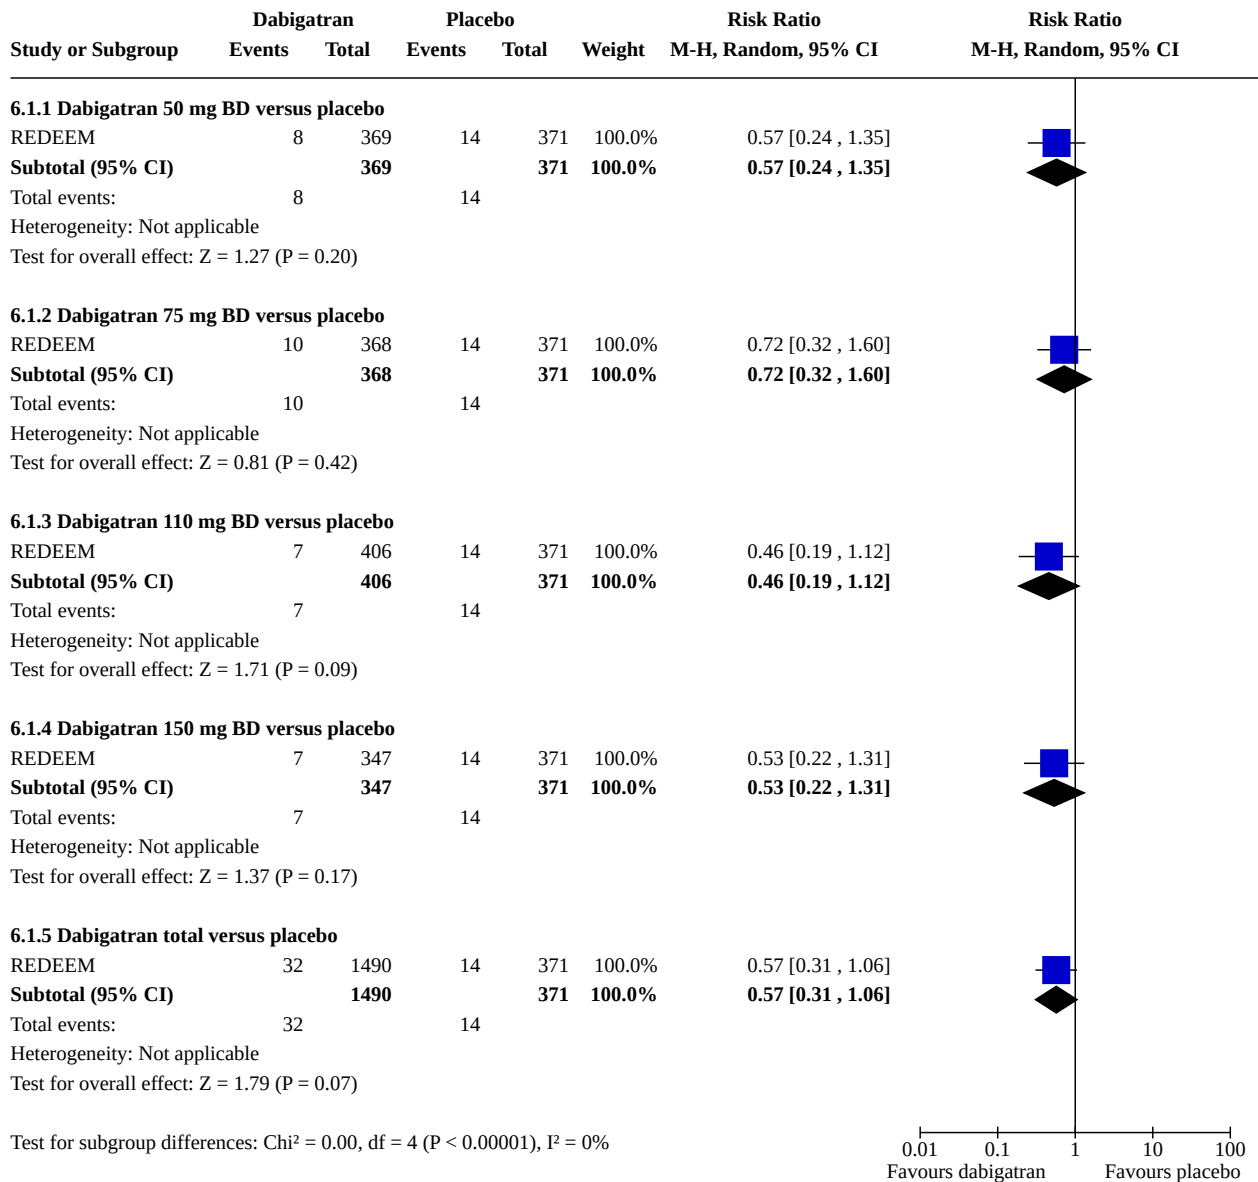 Dabigatran Placebo Risk Ratio Risk Ratio
Study or Subgroup Events Total Events Total Weight M-H, Random, 95% CI M-H, Random, 95% CI
6.1.1 Dabigatran 50 mg BD versus placebo
REDEEM 8 369 14 371 100.0% 0.57 [0.24 , 1.35]
Subtotal (95% CI) 369 371 100.0% 0.57 [0.24 , 1.35]
Total events: 8 14
Heterogeneity: Not applicable
Test for overall effect: Z = 1.27 (P = 0.20)
6.1.2 Dabigatran 75 mg BD versus placebo
REDEEM 10 368 14 371 100.0% 0.72 [0.32 , 1.60]
Subtotal (95% CI) 368 371 100.0% 0.72 [0.32 , 1.60]
Total events: 10 14
Heterogeneity: Not applicable
Test for overall effect: Z = 0.81 (P = 0.42)
6.1.3 Dabigatran 110 mg BD versus placebo
REDEEM 7 406 14 371 100.0% 0.46 [0.19 , 1.12]
Subtotal (95% CI) 406 371 100.0% 0.46 [0.19 , 1.12]
Total events: 7 14
Heterogeneity: Not applicable
Test for overall effect: Z = 1.71 (P = 0.09)
6.1.4 Dabigatran 150 mg BD versus placebo
REDEEM 7 347 14 371 100.0% 0.53 [0.22 , 1.31]
Subtotal (95% CI) 347 371 100.0% 0.53 [0.22 , 1.31]
Total events: 7 14
Heterogeneity: Not applicable
Test for overall effect: Z = 1.37 (P = 0.17)
6.1.5 Dabigatran total versus placebo
REDEEM 32 1490 14 371 100.0% 0.57 [0.31 , 1.06]
Subtotal (95% CI) 1490 371 100.0% 0.57 [0.31 , 1.06]
Total events: 32 14
Heterogeneity: Not applicable
Test for overall effect: Z = 1.79 (P = 0.07)
Test for subgroup differences: Chi² = 0.00, df = 4 (P < 0.00001), I² = 0%
0.01 0.1 1 10 100
Favours dabigatran Favours placebo